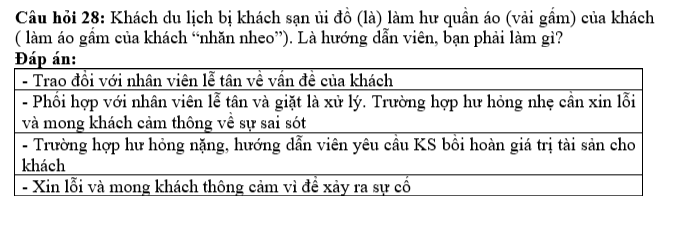 Câu hỏi 28: Khách du lịch bị khách sạn ủi đồ (là) làm hư quần áo (vải gấm) của khách
( làm áo gấm của khách “nhăn nheo”). Là hướng dẫn viên, bạn phải làm gì?
Đáp án:
- Trao đổi với nhân viên lễ tân về vấn đề của khách
- Phối hợp với nhân viên lễ tân và giặt là xử lý. Trường hợp hư hỏng nhẹ cần xin lỗi
và mong khách cảm thông về sự sai sót
- Trường hợp hư hỏng nặng, hướng dẫn viên yêu cầu KS bồi hoàn giá trị tài sản cho
khách
- Xin lỗi và mong khách thông cảm vì để xảy ra sự cố